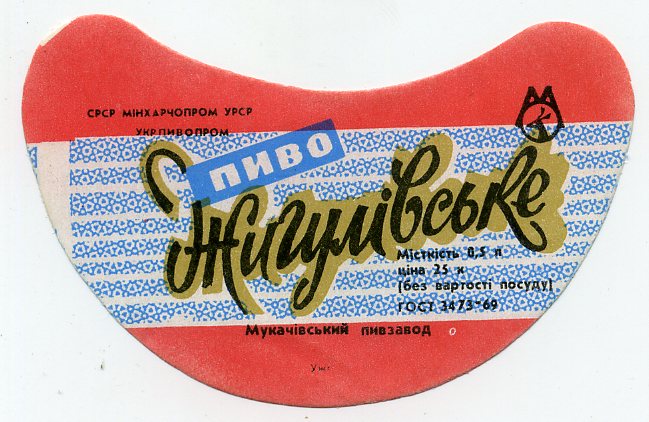 СРСР МІНХАРЧОПРОМ УРСР
УКРПИВОПРОМ
ПИВО
Жигулівське
Місткість 0,5 л
ціна 25 к
(без вартості посуду)
ГОСТ 3473-69
Мукачівський пивзавод